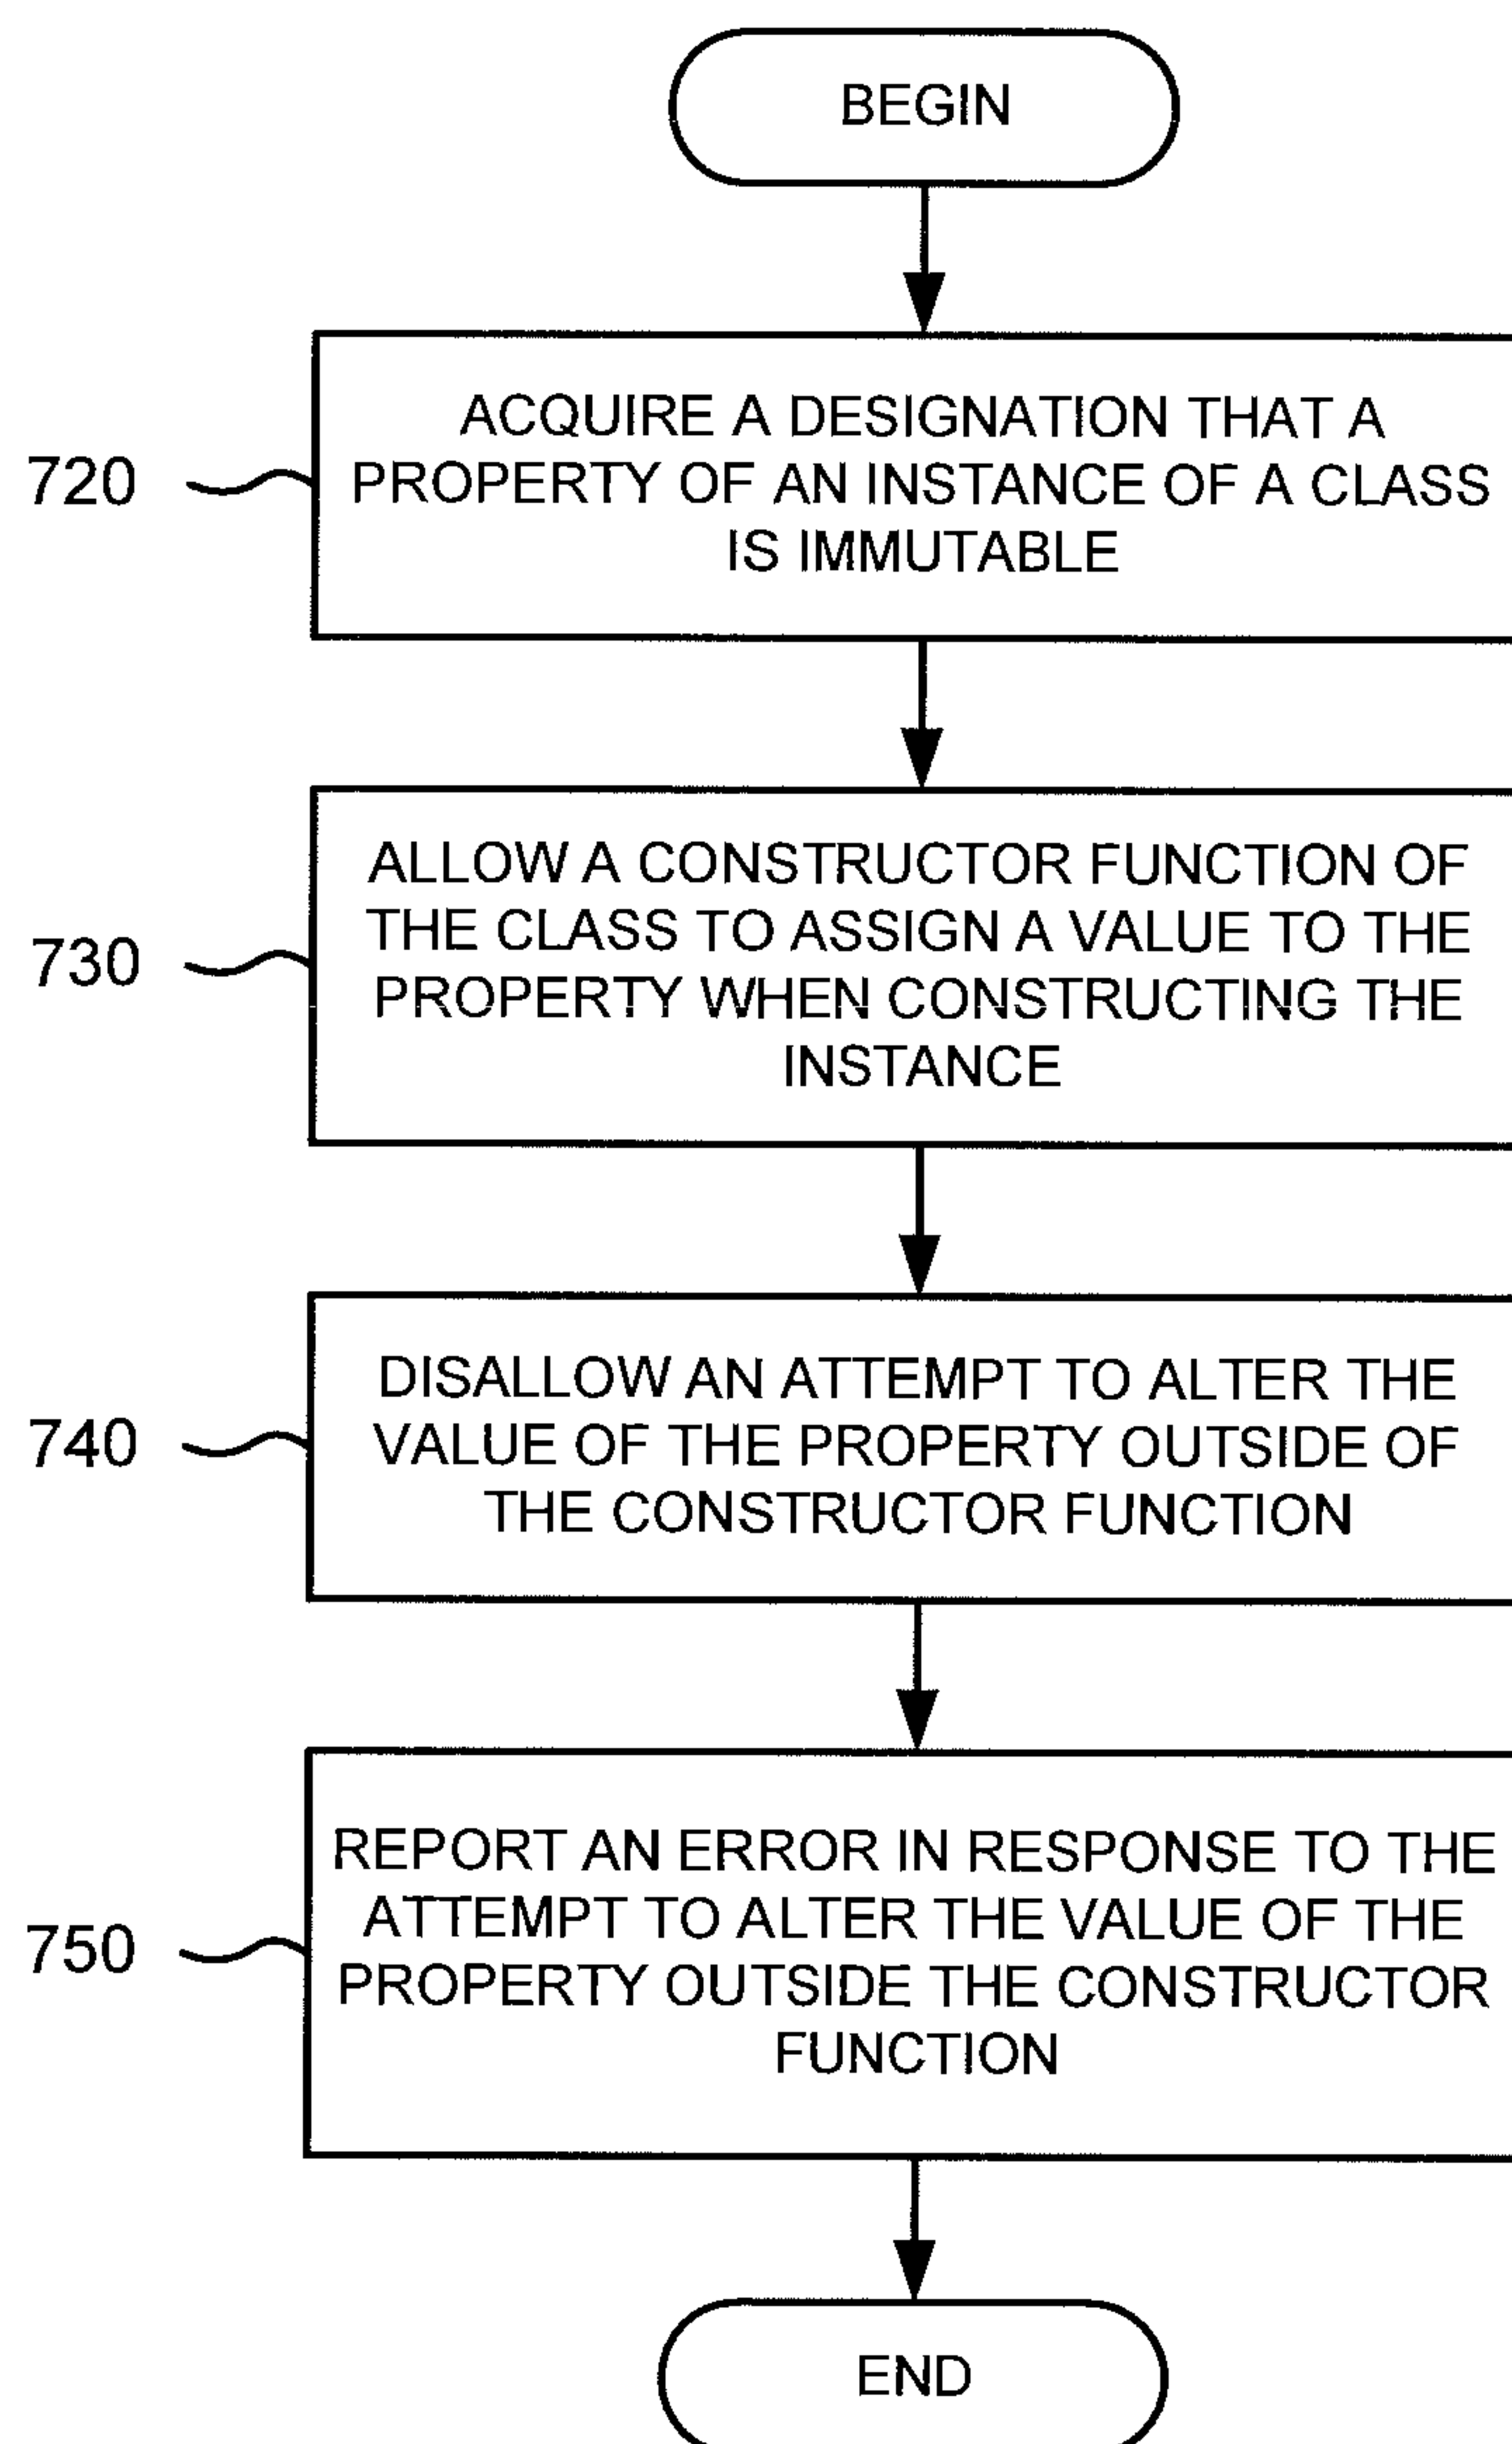 BEGIN
ACQUIRE A DESIGNATION THAT A
PROPERTY OF AN INSTANCE OF A CLASS
IS IMMUTABLE
720
ALLOW A CONSTRUCTOR FUNCTION OF
THE CLASS TO ASSIGN A VALUE TO THE
PROPERTY WHEN CONSTRUCTING THE
INSTANCE
730
DISALLOW AN ATTEMPT TO ALTER THE
VALUE OF THE PROPERTY OUTSIDE OF
THE CONSTRUCTOR FUNCTION
740
REPORT AN ERROR IN RESPONSE TO THE
ATTEMPT TO ALTER THE VALUE OF THE
PROPERTY OUTSIDE THE CONSTRUCTOR
FUNCTION
750
END